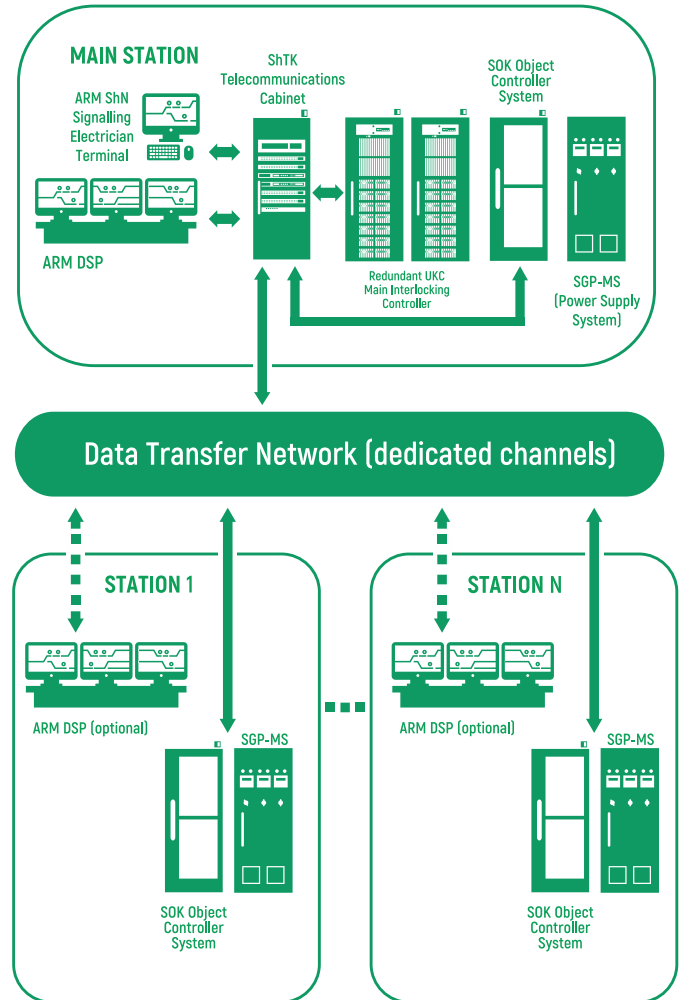 MAIN STATION
ARM ShN
Signalling
Electrician
Terminal
ARM DSP
ShTK
Telecommunications
Cabinet
Redundant UKC
Main Interlocking
Controller
SOK Object
Controller
System
SGP-MS
(Power Supply
System)
Data Transfer Network (dedicated channels)
STATION 1
ARM DSP (optional)
SGP-MS
SOK Object
Controller
System
STATION N
ARM DSP (optional)
SGP-MS
SOK Object
Controller
System